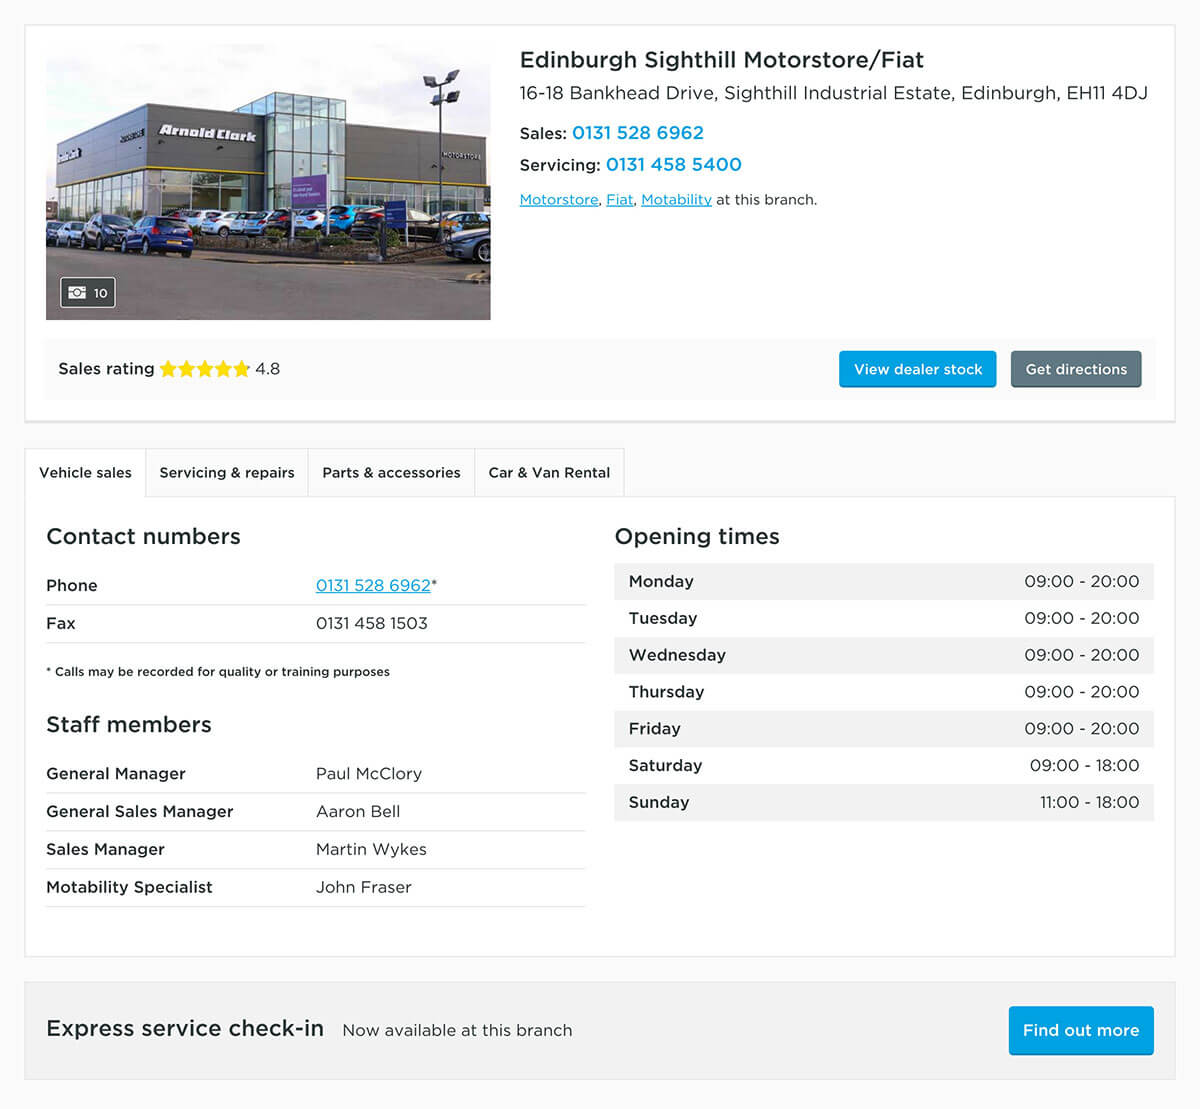 Edinburgh Sighthill Motorstore/Fiat
16-18 Bankhead Drive, Sighthill Industrial Estate, Edinburgh, EH11 4DJ
Sales: 0131 528 6962
Servicing: 0131 458 5400
Motorstore, Fiat, Motability at this branch.
Arnold Clark
MOTORSTORE
MOTORSTORE
10
Sales rating 4.8
View dealer stock
Get directions
Vehicle sales
Servicing & repairs
Parts & accessories
Car & Van Rental
Contact numbers
Phone 0131 528 6962*
Fax 0131 458 1503
* Calls may be recorded for quality or training purposes
Staff members
General Manager Paul McClory
General Sales Manager Aaron Bell
Sales Manager Martin Wykes
Motability Specialist John Fraser
Opening times
Monday 09:00 - 20:00
Tuesday 09:00 - 20:00
Wednesday 09:00 - 20:00
Thursday 09:00 - 20:00
Friday 09:00 - 20:00
Saturday 09:00 - 18:00
Sunday 11:00 - 18:00
Express service check-in Now available at this branch
Find out more